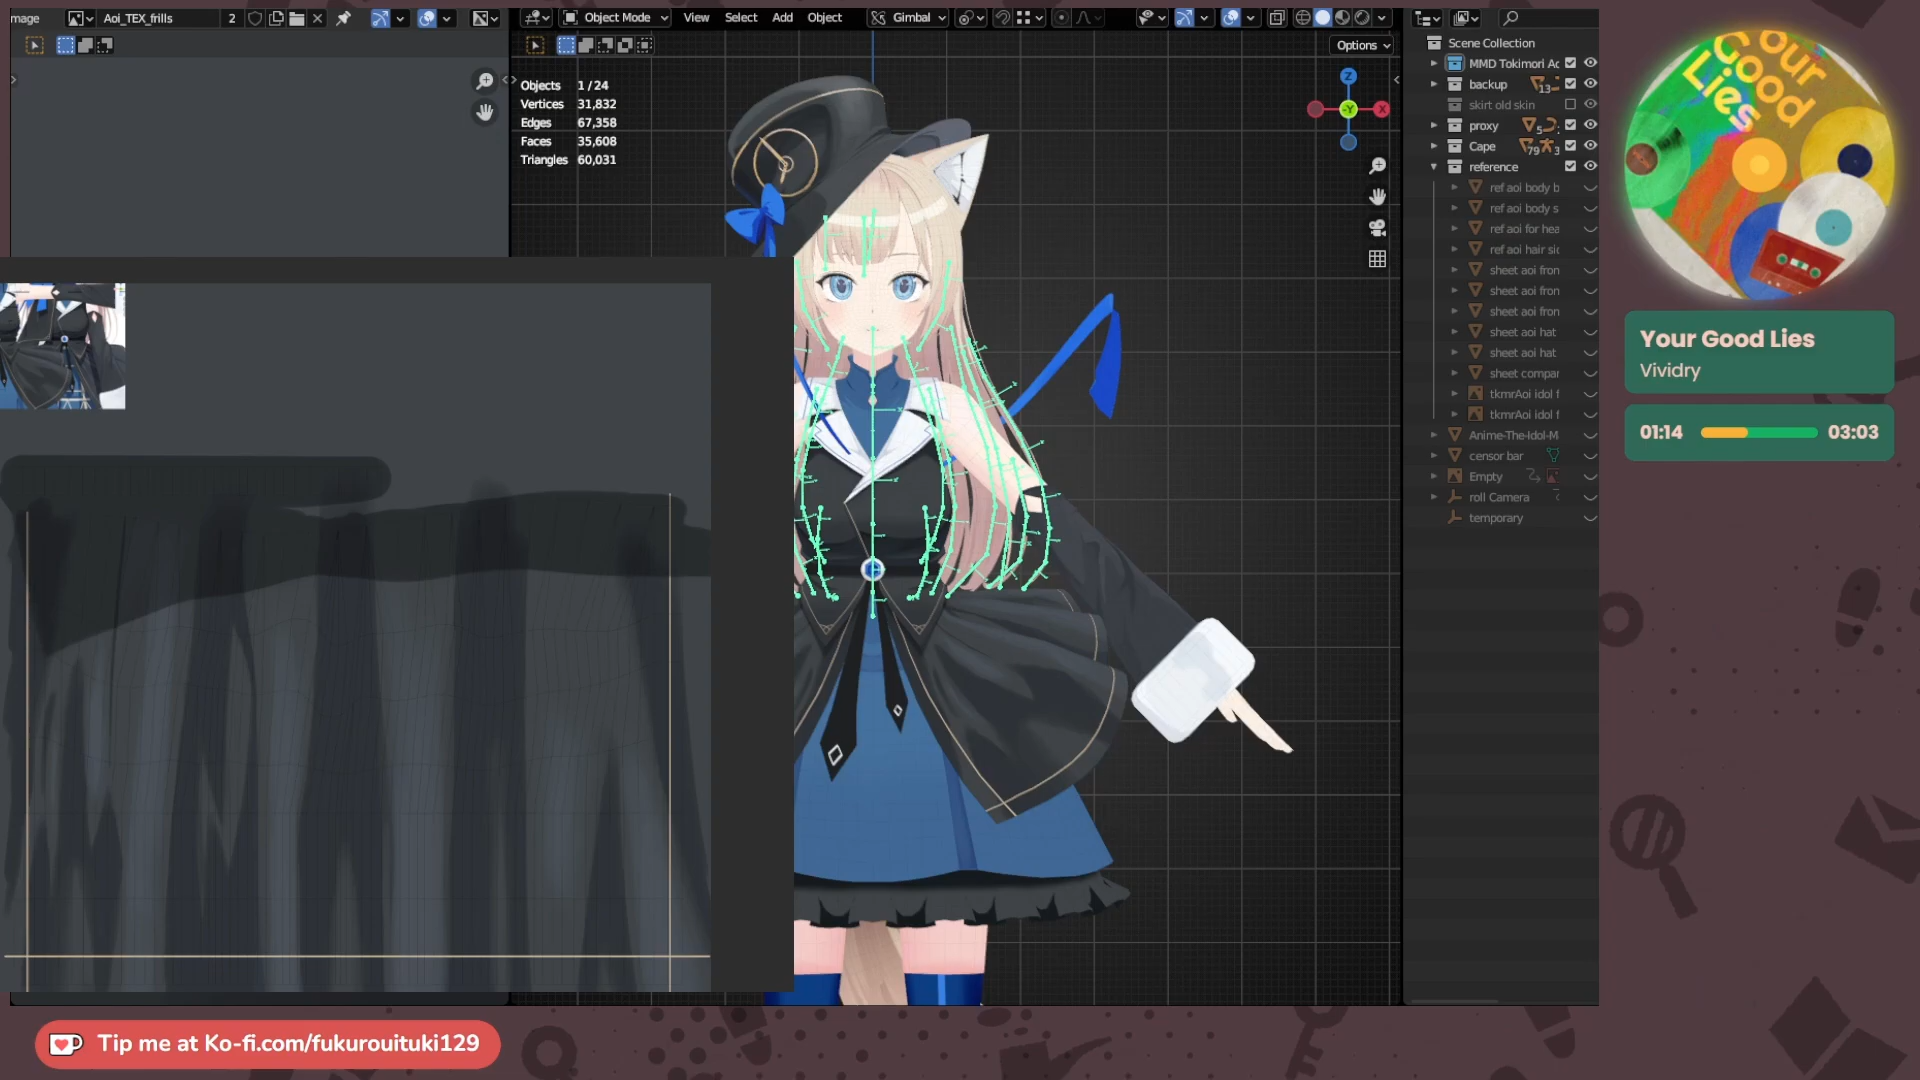 mage
Aoi_TEX_frills
2
Object Mode
View
Select
Add
Object
Gimbal
Options
Objects 1 / 24
Vertices 31,832
Edges 67,358
Faces 35,608
Triangles 60,031
Z
X
-Y
Scene Collection
MMD Tokimori Ac
backup
13
skirt old skin
proxy
5
Cape
79
3
reference
ref aoi body b
ref aoi body s
ref aoi for hea
ref aoi hair sic
sheet aoi fron
sheet aoi fron
sheet aoi fron
sheet aoi hat
sheet aoi hat
sheet compar
tkmrAoi idol f
tkmrAoi idol f
Anime-The-Idol-M
censor bar
Empty
roll Camera
temporary
Your
Good
Lies
Your Good Lies
Vividry
01:14
03:03
Tip me at Ko-fi.com/fukurouituki129